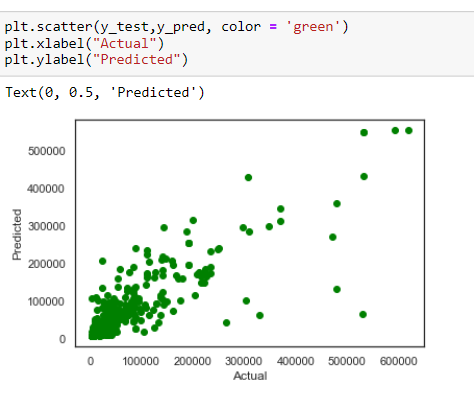 plt.scatter(y_test,y_pred, color = 'green')
plt.xlabel("Actual")
plt.ylabel("Predicted")
Text(0, 0.5, 'Predicted')
500000
400000
300000
200000
100000
0
Predicted
0 100000 200000 300000 400000 500000 600000
Actual